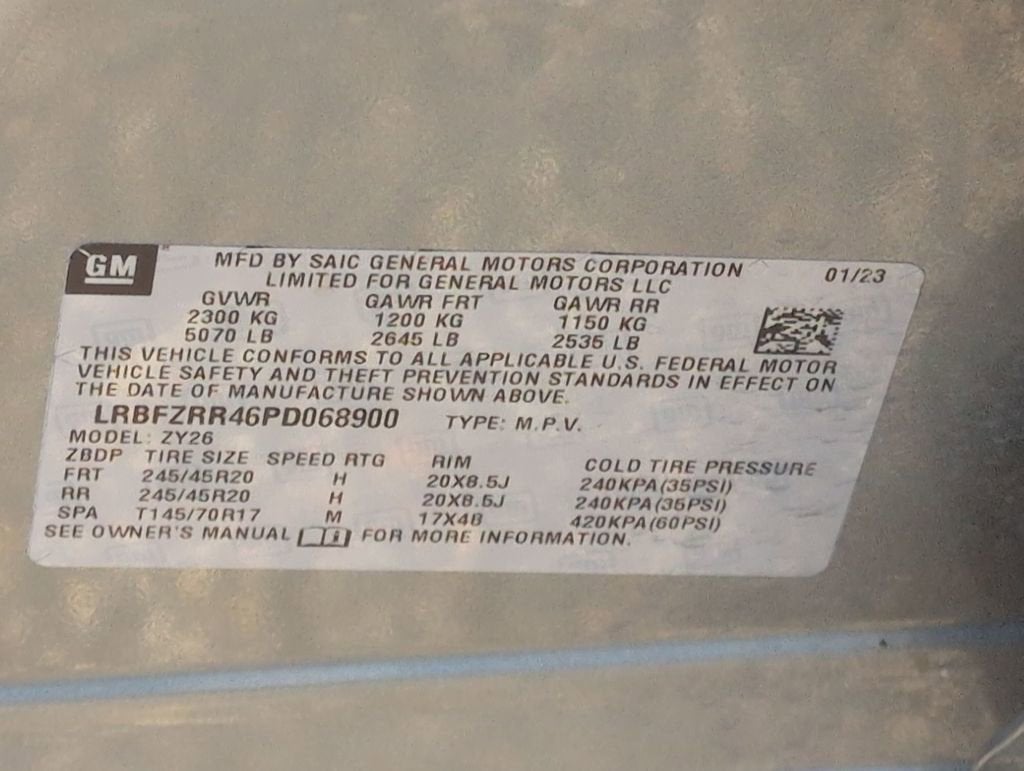 GM
MFD BY SAIC GENERAL MOTORS CORPORATION 01/23
LIMITED FOR GENERAL MOTORS LLC
GVWR GAWR FRT GAWR RR
2300 KG 1200 KG 1150 KG
5070 LB 2645 LB 2535 LB
THIS VEHICLE CONFORMS TO ALL APPLICABLE U.S. FEDERAL MOTOR
VEHICLE SAFETY AND THEFT PREVENTION STANDARDS IN EFFECT ON
THE DATE OF MANUFACTURE SHOWN ABOVE.
LRBFZRR46PD068900 TYPE: M.P.V.
MODEL: ZY26
ZBDP TIRE SIZE SPEED RTG RIM COLD TIRE PRESSURE
FRT 245/45R20 H 20X8.5J 240KPA(35PSI)
RR 245/45R20 H 20X8.5J 240KPA(35PSI)
SPA T145/70R17 M 17X4B 420KPA(60PSI)
SEE OWNER'S MANUAL FOR MORE INFORMATION.